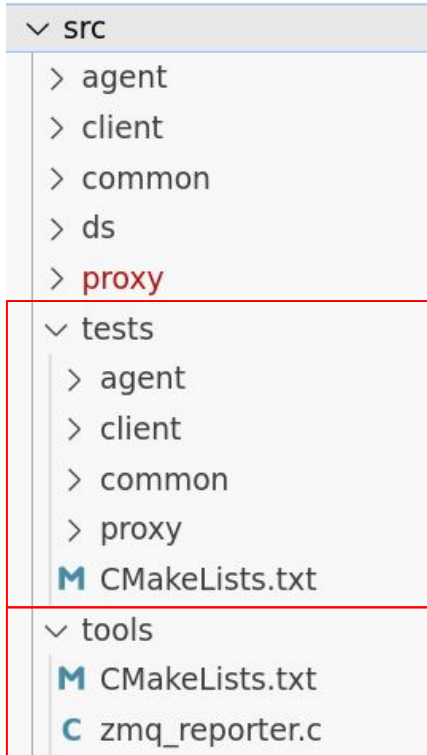 src
agent
client
common
ds
proxy
tests
agent
client
common
proxy
M CMakeLists.txt
tools
M CMakeLists.txt
C zmq_reporter.c